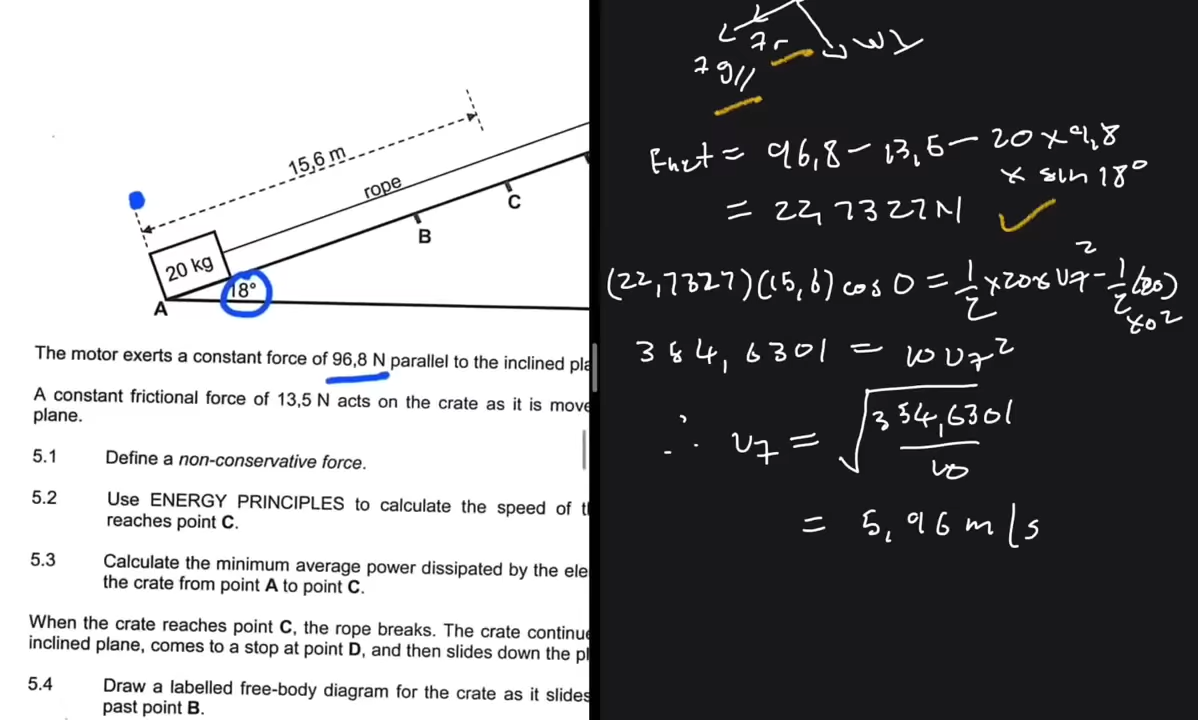 15,6 m
rope
C
B
20 kg
18°
A
The motor exerts a constant force of 96,8 N parallel to the inclined pla
A constant frictional force of 13,5 N acts on the crate as it is move
plane.
5.1 Define a non-conservative force.
5.2 Use ENERGY PRINCIPLES to calculate the speed of t
reaches point C.
5.3 Calculate the minimum average power dissipated by the ele
the crate from point A to point C.
When the crate reaches point C, the rope breaks. The crate continue
inclined plane, comes to a stop at point D, and then slides down the pl
5.4 Draw a labelled free-body diagram for the crate as it slides
past point B.
Fg//
Fnet = 96,8 - 13,5 - 20 x 9,8
x sin 18°
= 22,7327 N
(22,7327)(15,6) cos 0 = 1/2 x 20 x vf² - 1/2 (20)
x 0²
354,6301 = 10 vf²
∴ vf = √354,6301/10
= 5,96 m/s